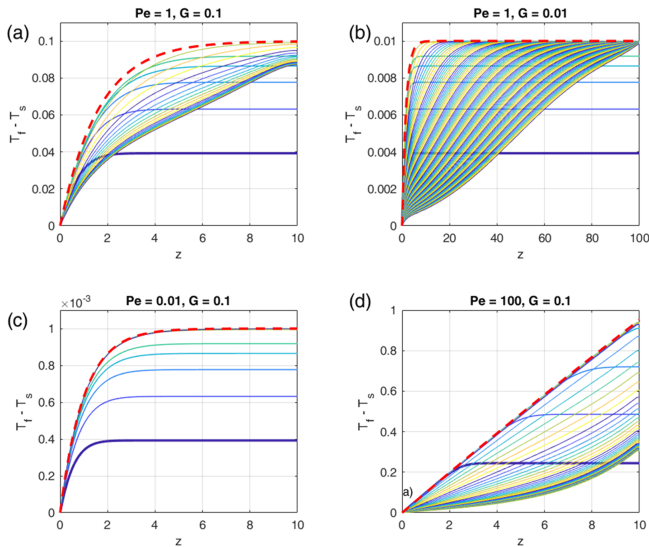 (a)
Pe = 1, G = 0.1
0.1
0.08
0.06
0.04
0.02
0
T_f - T_s
0 2 4 6 8 10
z
(b)
Pe = 1, G = 0.01
0.01
0.008
0.006
0.004
0.002
0
T_f - T_s
0 20 40 60 80 100
z
(c)
×10^-3
Pe = 0.01, G = 0.1
1
0.8
0.6
0.4
0.2
0
T_f - T_s
0 2 4 6 8 10
z
(d)
Pe = 100, G = 0.1
1
0.8
0.6
0.4
0.2
0
T_f - T_s
a)
0 2 4 6 8 10
z